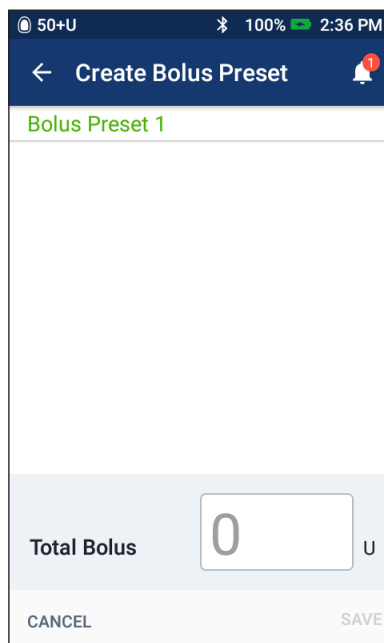 50+U 100% 2:36 PM
Create Bolus Preset 1
Bolus Preset 1
Total Bolus 0 U
CANCEL SAVE